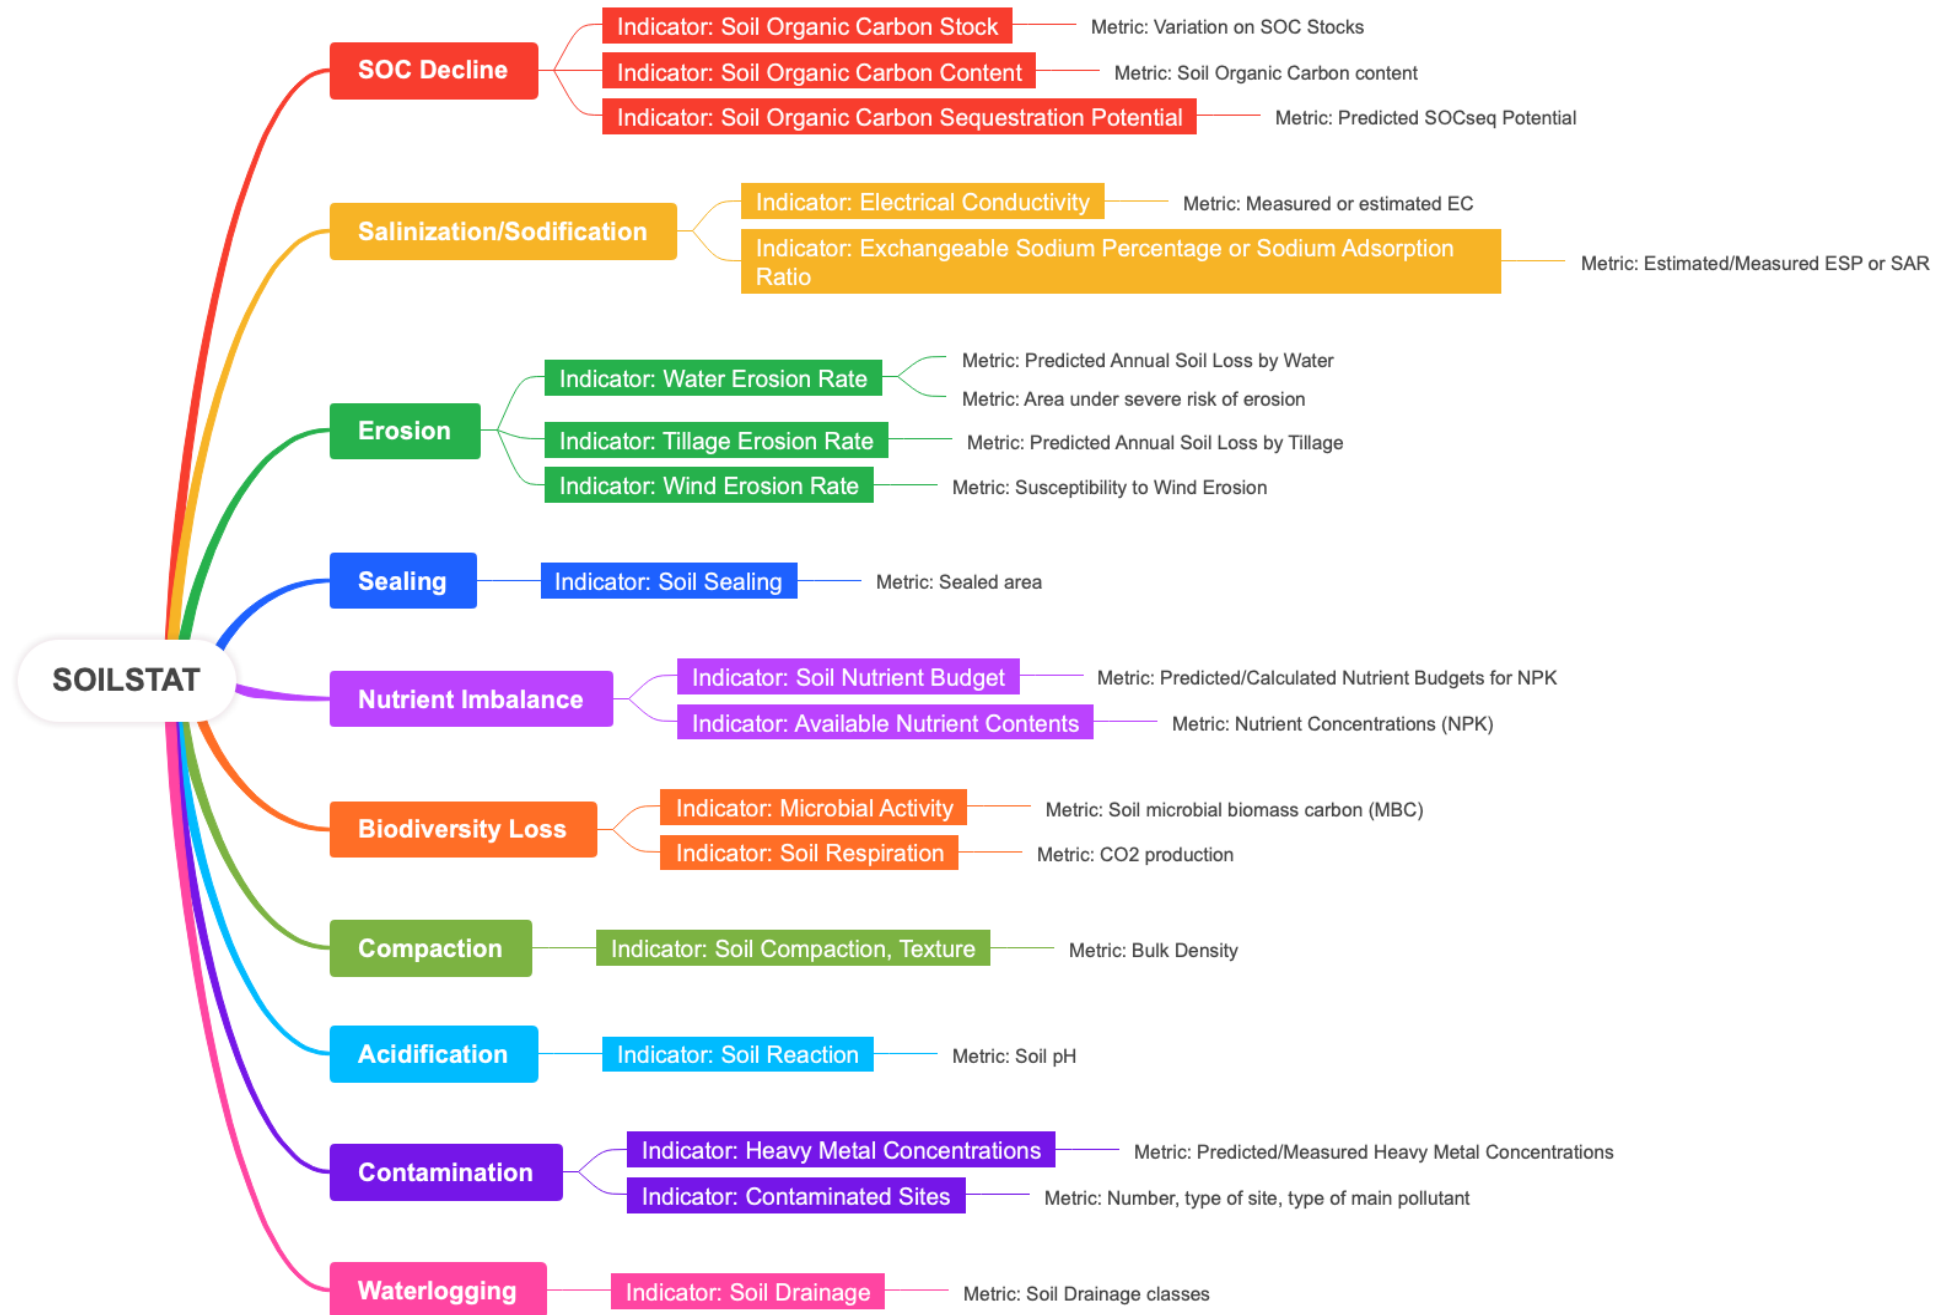 SOILSTAT
SOC Decline
Indicator: Soil Organic Carbon Stock
Metric: Variation on SOC Stocks
Indicator: Soil Organic Carbon Content
Metric: Soil Organic Carbon content
Indicator: Soil Organic Carbon Sequestration Potential
Metric: Predicted SOCseq Potential
Salinization/Sodification
Indicator: Electrical Conductivity
Metric: Measured or estimated EC
Indicator: Exchangeable Sodium Percentage or Sodium Adsorption
Ratio
Metric: Estimated/Measured ESP or SAR
Erosion
Indicator: Water Erosion Rate
Metric: Predicted Annual Soil Loss by Water
Metric: Area under severe risk of erosion
Indicator: Tillage Erosion Rate
Metric: Predicted Annual Soil Loss by Tillage
Indicator: Wind Erosion Rate
Metric: Susceptibility to Wind Erosion
Sealing
Indicator: Soil Sealing
Metric: Sealed area
Nutrient Imbalance
Indicator: Soil Nutrient Budget
Metric: Predicted/Calculated Nutrient Budgets for NPK
Indicator: Available Nutrient Contents
Metric: Nutrient Concentrations (NPK)
Biodiversity Loss
Indicator: Microbial Activity
Metric: Soil microbial biomass carbon (MBC)
Indicator: Soil Respiration
Metric: CO2 production
Compaction
Indicator: Soil Compaction, Texture
Metric: Bulk Density
Acidification
Indicator: Soil Reaction
Metric: Soil pH
Contamination
Indicator: Heavy Metal Concentrations
Metric: Predicted/Measured Heavy Metal Concentrations
Indicator: Contaminated Sites
Metric: Number, type of site, type of main pollutant
Waterlogging
Indicator: Soil Drainage
Metric: Soil Drainage classes